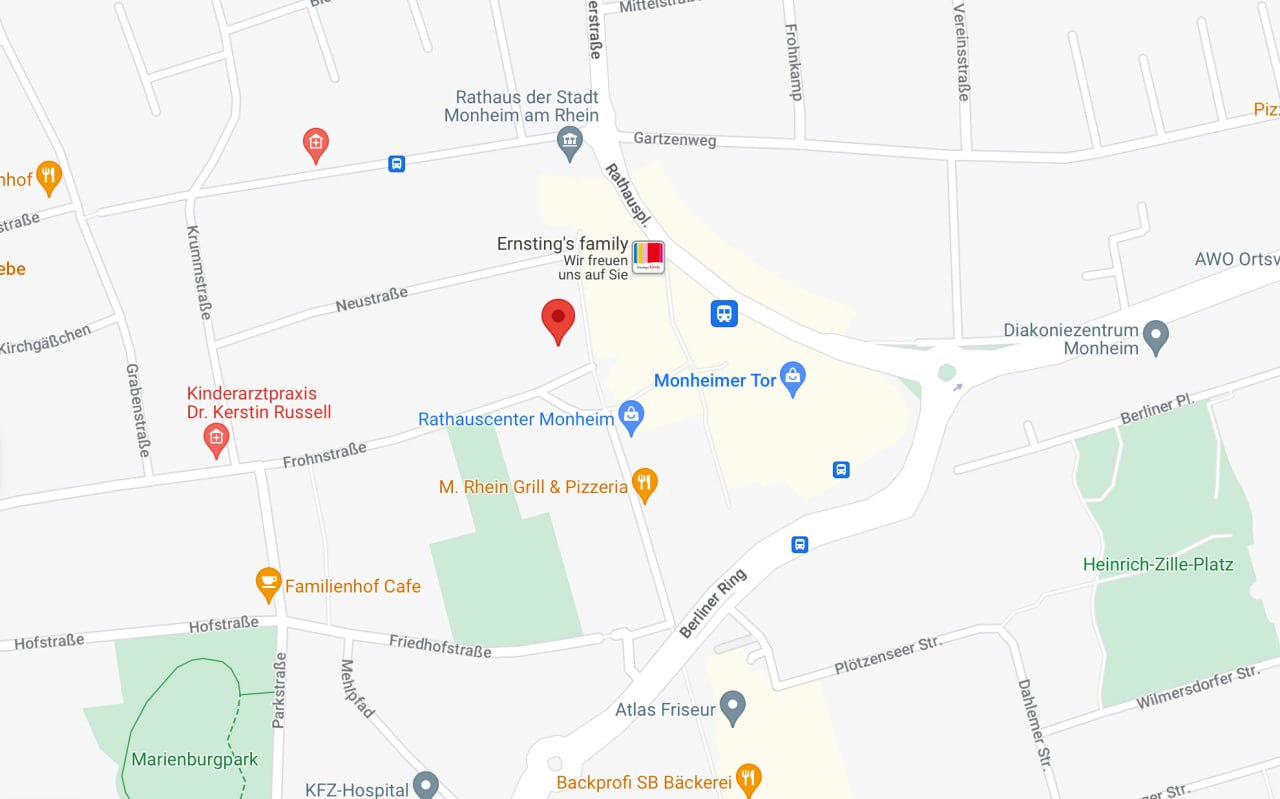 erstraße
Mittelstraße
Frohnkamp
Vereinsstraße
Rathaus der Stadt
Monheim am Rhein
Gartzenweg
Piz
nhof
Rathauspl.
straße
Krummstraße
Ernsting's family
Wir freuen
uns auf Sie
ebe
AWO Ortsv
Neustraße
Kirchgäßchen
Diakoniezentrum
Monheim
Grabenstraße
Monheimer Tor
Kinderarztpraxis
Dr. Kerstin Russell
Berliner Pl.
Rathauscenter Monheim
Frohnstraße
M. Rhein Grill & Pizzeria
Heinrich-Zille-Platz
Familienhof Cafe
Berliner Ring
Hofstraße
Hofstraße
Friedhofstraße
Plötzenseer Str.
Parkstraße
Mehlpfad
Dahlemer Str.
Wilmersdorfer Str.
Atlas Friseur
Marienburgpark
KFZ-Hospital
Backprofi SB Bäckerei
zer Str.